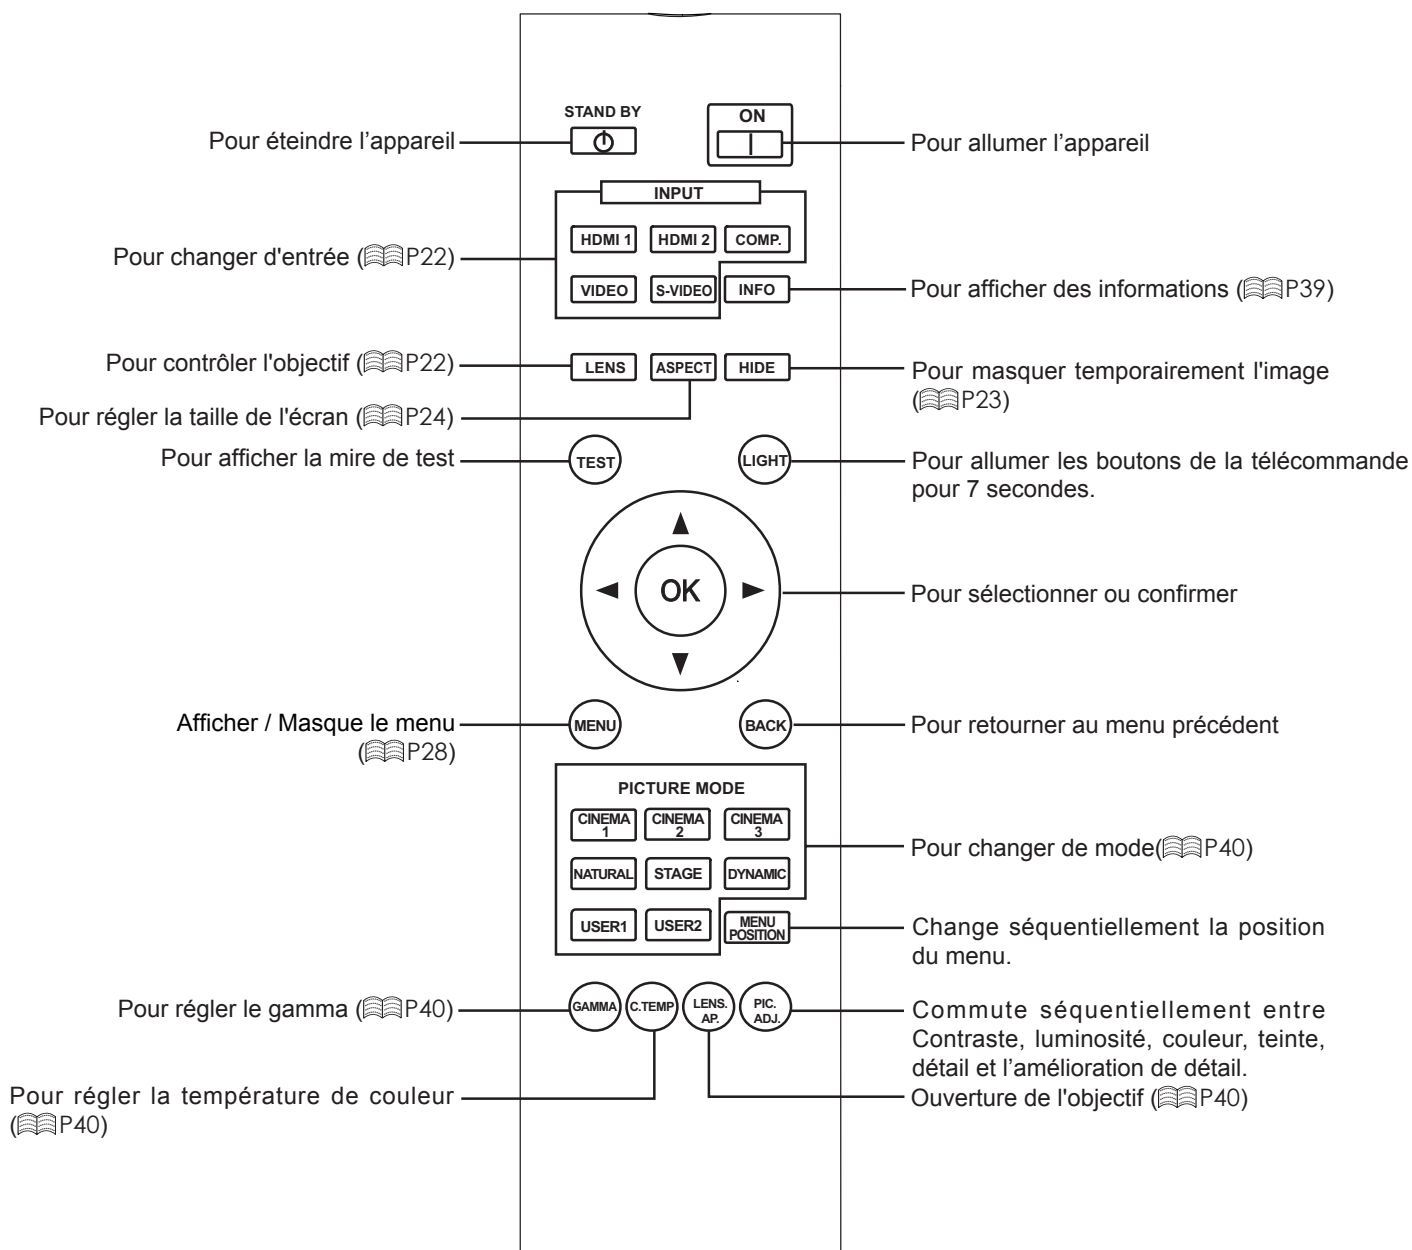 STAND BY
ON
Pour éteindre l’appareil
Pour allumer l’appareil
INPUT
HDMI 1
HDMI 2
COMP.
Pour changer d'entrée (P22)
VIDEO
S-VIDEO
INFO
Pour afficher des informations (P39)
Pour contrôler l'objectif (P22)
LENS
ASPECT
HIDE
Pour masquer temporairement l'image
(P23)
Pour régler la taille de l'écran (P24)
Pour afficher la mire de test
TEST
LIGHT
Pour allumer les boutons de la télécommande
pour 7 secondes.
OK
Pour sélectionner ou confirmer
Afficher / Masque le menu
(P28)
MENU
BACK
Pour retourner au menu précédent
PICTURE MODE
CINEMA
1
CINEMA
2
CINEMA
3
Pour changer de mode(P40)
NATURAL
STAGE
DYNAMIC
USER1
USER2
MENU
POSITION
Change séquentiellement la position
du menu.
Pour régler le gamma (P40)
GAMMA
C.TEMP
LENS.
AP.
PIC.
ADJ.
Commute séquentiellement entre
Contraste, luminosité, couleur, teinte,
détail et l’amélioration de détail.
Pour régler la température de couleur
(P40)
Ouverture de l'objectif (P40)